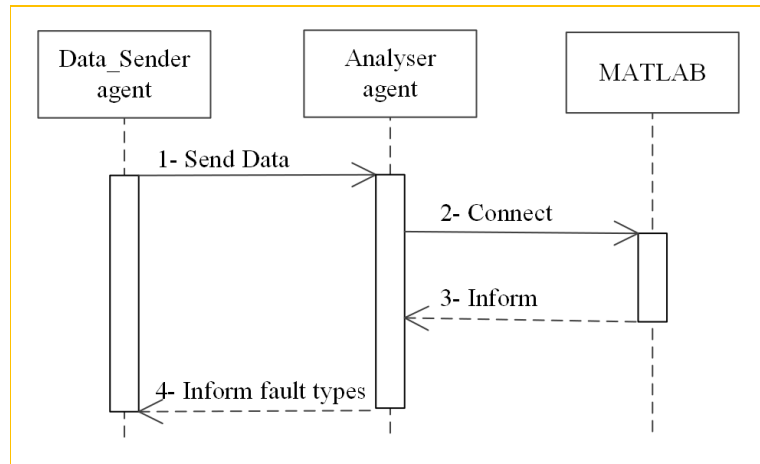 Data_Sender
agent
Analyser
agent
MATLAB
1- Send Data
2- Connect
3- Inform
4- Inform fault types